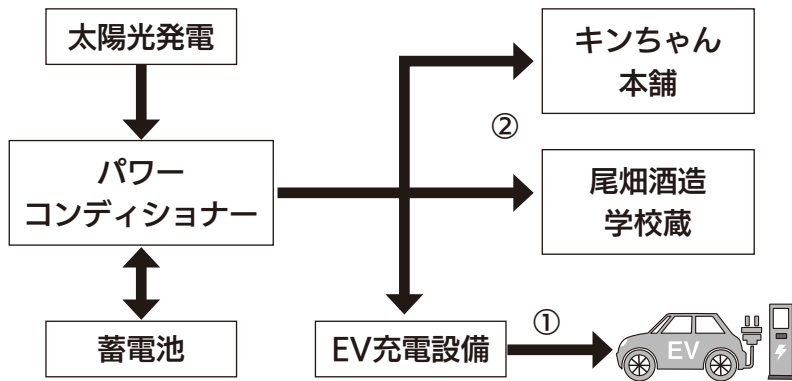 太陽光発電
キンちゃん
本舗
②
パワー
コンディショナー
尾畑酒造
学校蔵
蓄電池
EV充電設備
①
EV